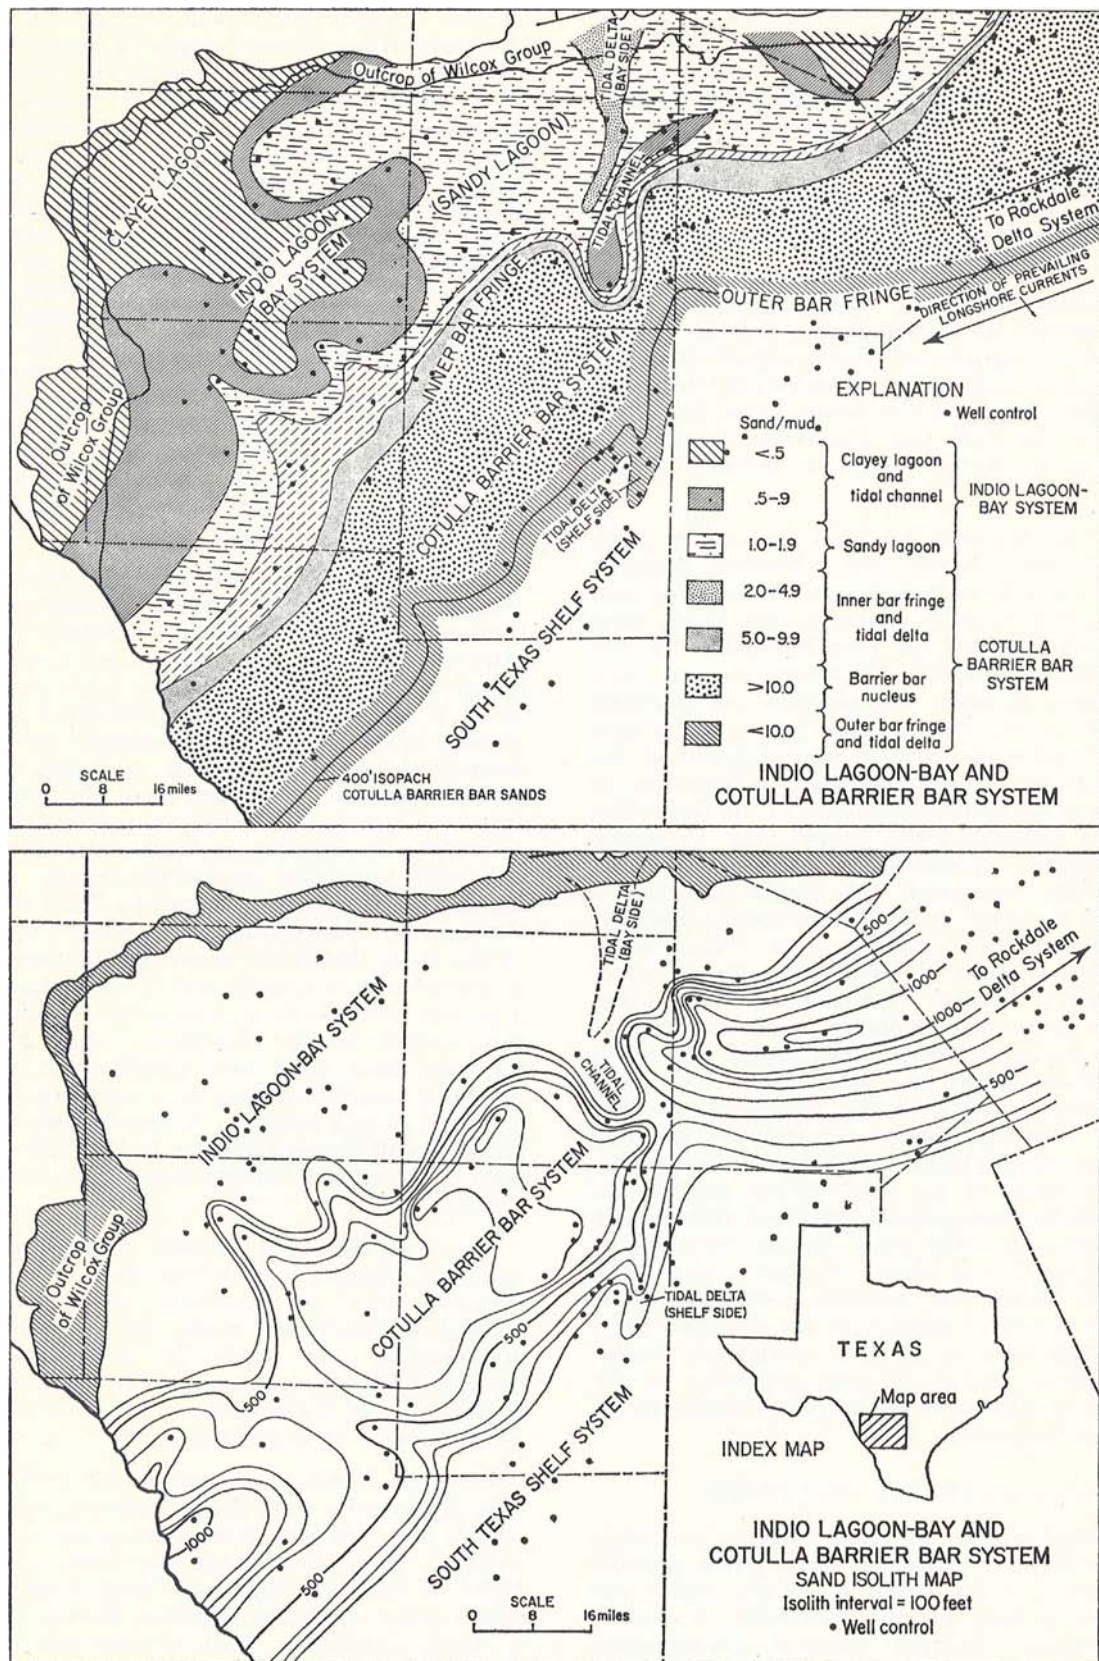 Outcrop of Wilcox Group
TIDAL DELTA
(BAY SIDE)
CLAYEY LAGOON
(SANDY LAGOON)
INDIO LAGOON-
BAY SYSTEM
TIDAL CHANNEL
To Rockdale
Delta System
OUTER BAR FRINGE
DIRECTION OF PREVAILING
LONGSHORE CURRENTS
INNER BAR FRINGE
Outcrop
of Wilcox Group
COTULLA BARRIER BAR SYSTEM
TIDAL DELTA
(SHELF SIDE)
SOUTH TEXAS SHELF SYSTEM
EXPLANATION
• Well control
Sand/mud
<.5
Clayey lagoon
and
tidal channel
.5-.9
INDIO LAGOON-
BAY SYSTEM
1.0-1.9
Sandy lagoon
2.0-4.9
Inner bar fringe
and
tidal delta
5.0-9.9
COTULLA
BARRIER BAR
SYSTEM
>10.0
Barrier bar
nucleus
<10.0
Outer bar fringe
and tidal delta
SCALE
0 8 16 miles
400' ISOPACH
COTULLA BARRIER BAR SANDS
INDIO LAGOON-BAY AND
COTULLA BARRIER BAR SYSTEM
TIDAL DELTA
(BAY SIDE)
500
To Rockdale
Delta System
1000
1000
INDIO LAGOON-BAY SYSTEM
TIDAL
CHANNEL
500
Outcrop
of Wilcox Group
COTULLA BARRIER BAR SYSTEM
TIDAL DELTA
(SHELF SIDE)
500
500
SOUTH TEXAS SHELF SYSTEM
1000
500
TEXAS
Map area
INDEX MAP
INDIO LAGOON-BAY AND
COTULLA BARRIER BAR SYSTEM
SAND ISOLITH MAP
Isolith interval = 100 feet
• Well control
SCALE
0 8 16 miles